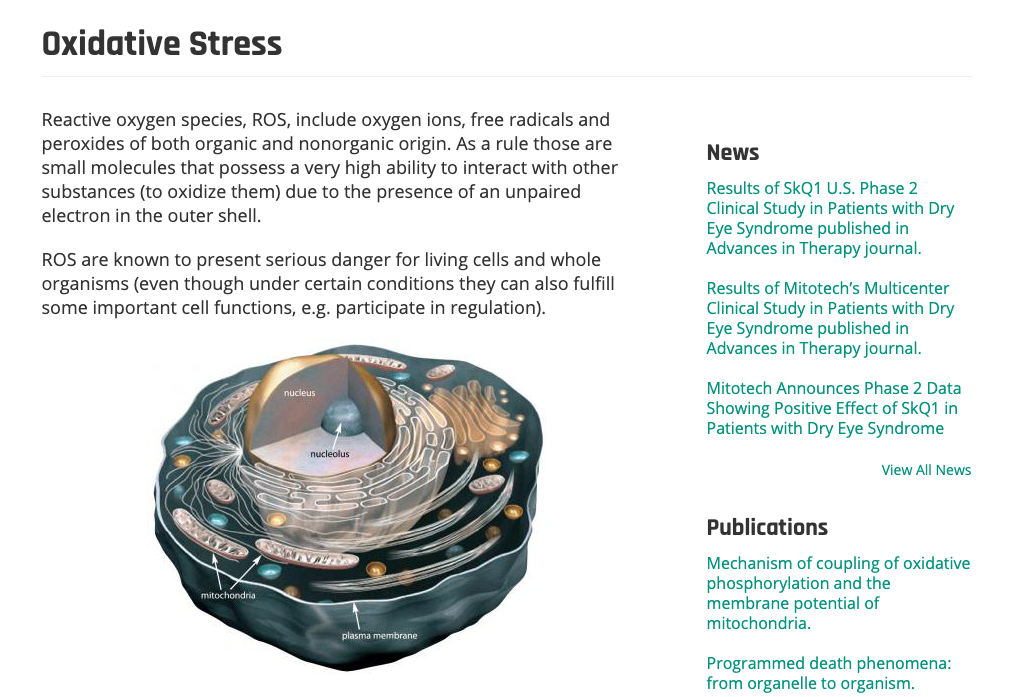 Oxidative Stress
Reactive oxygen species, ROS, include oxygen ions, free radicals and
peroxides of both organic and nonorganic origin. As a rule those are
small molecules that possess a very high ability to interact with other
substances (to oxidize them) due to the presence of an unpaired
electron in the outer shell.
ROS are known to present serious danger for living cells and whole
organisms (even though under certain conditions they can also fulfill
some important cell functions, e.g. participate in regulation).
nucleus
nucleolus
mitochondria
plasma membrane
News
Results of SkQ1 U.S. Phase 2
Clinical Study in Patients with Dry
Eye Syndrome published in
Advances in Therapy journal.
Results of Mitotech’s Multicenter
Clinical Study in Patients with Dry
Eye Syndrome published in
Advances in Therapy journal.
Mitotech Announces Phase 2 Data
Showing Positive Effect of SkQ1 in
Patients with Dry Eye Syndrome
View All News
Publications
Mechanism of coupling of oxidative
phosphorylation and the
membrane potential of
mitochondria.
Programmed death phenomena:
from organelle to organism.